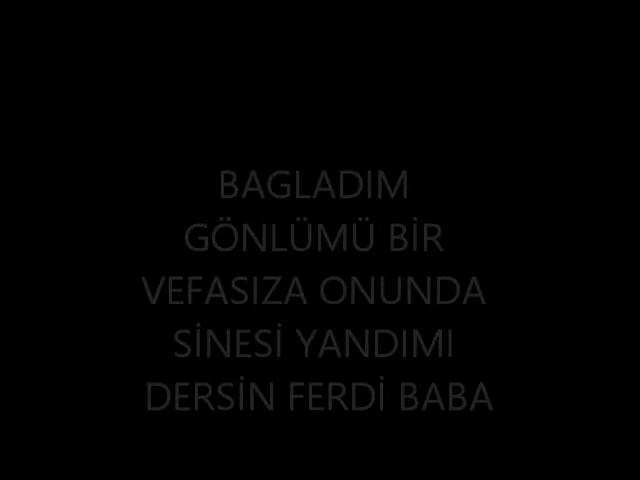 BAGLADIM
GÖNLÜMÜ BİR
VEFASIZA ONUNDA
SİNESİ YANDIMI
DERSİN FERDİ BABA